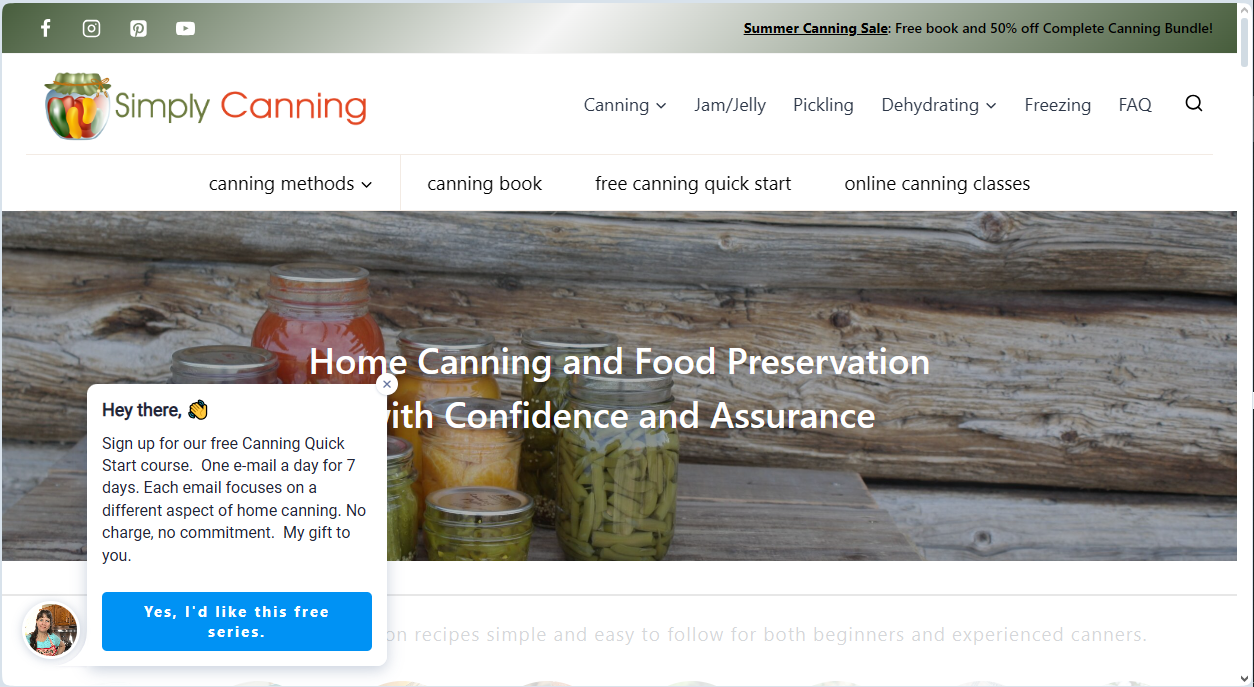 Summer Canning Sale: Free book and 50% off Complete Canning Bundle!
Simply Canning
Canning
Jam/Jelly
Pickling
Dehydrating
Freezing
FAQ
canning methods
canning book
free canning quick start
online canning classes
Home Canning and Food Preservation
with Confidence and Assurance
Hey there, 👋
Sign up for our free Canning Quick
Start course.  One e-mail a day for 7
days. Each email focuses on a
different aspect of home canning. No
charge, no commitment.  My gift to
you.
Yes, I'd like this free
series.
on recipes simple and easy to follow for both beginners and experienced canners.